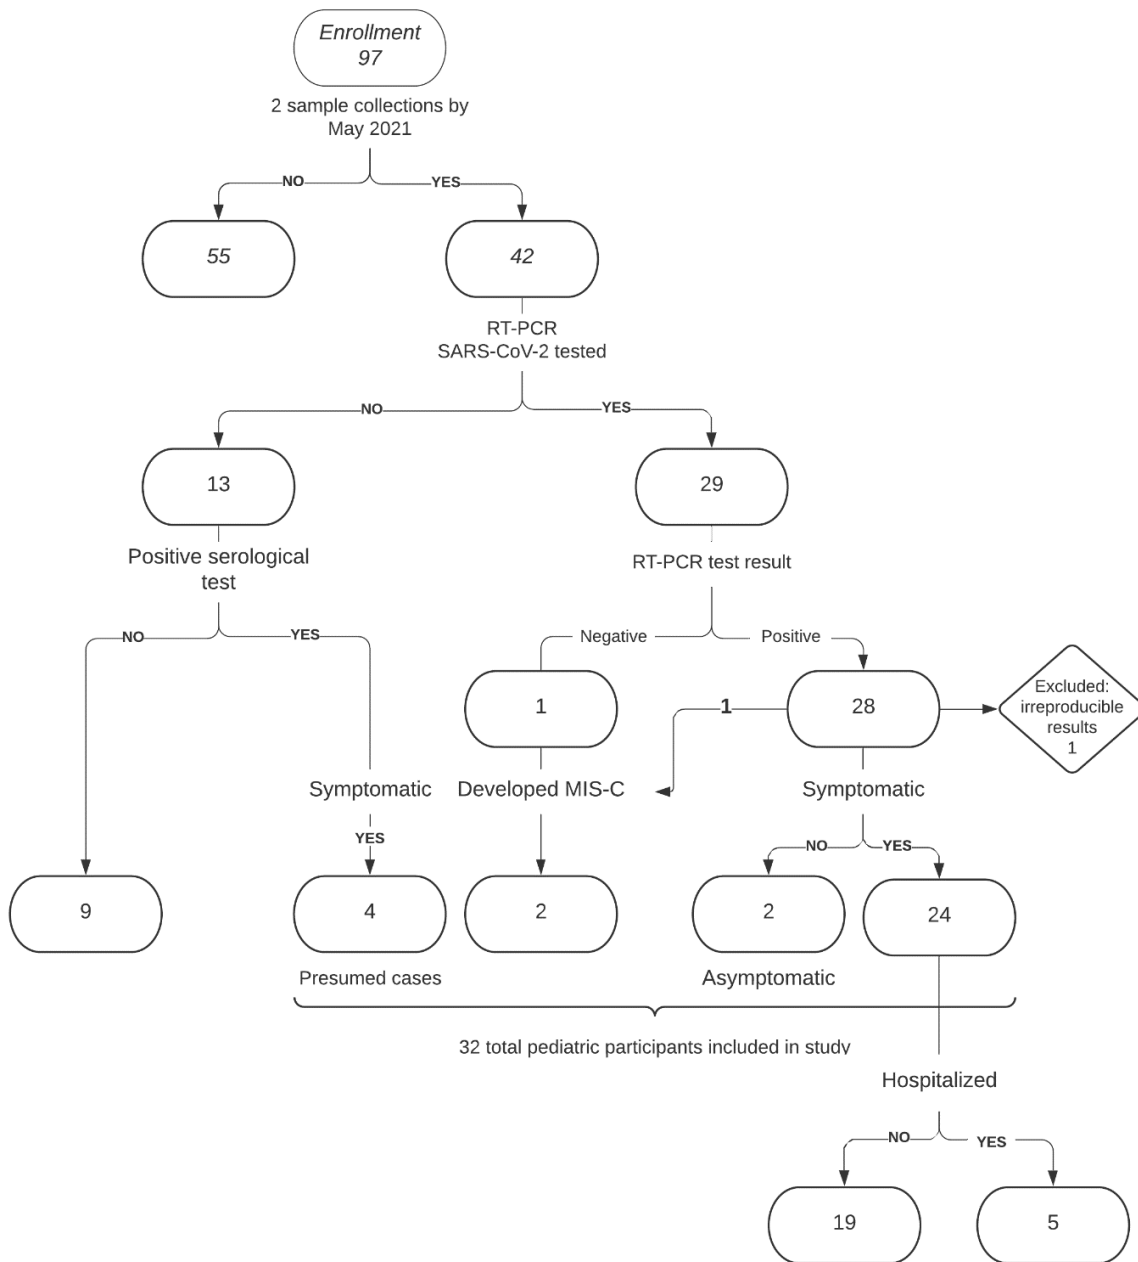 Enrollment
97
2 sample collections by
May 2021
NO
YES
55
42
RT-PCR
SARS-CoV-2 tested
NO
YES
13
29
Positive serological
test
RT-PCR test result
NO
YES
Negative
Positive
1
1
28
Excluded:
irreproducible
results
1
Symptomatic
Developed MIS-C
Symptomatic
YES
NO
YES
9
4
2
2
24
Presumed cases
Asymptomatic
32 total pediatric participants included in study
Hospitalized
NO
YES
19
5